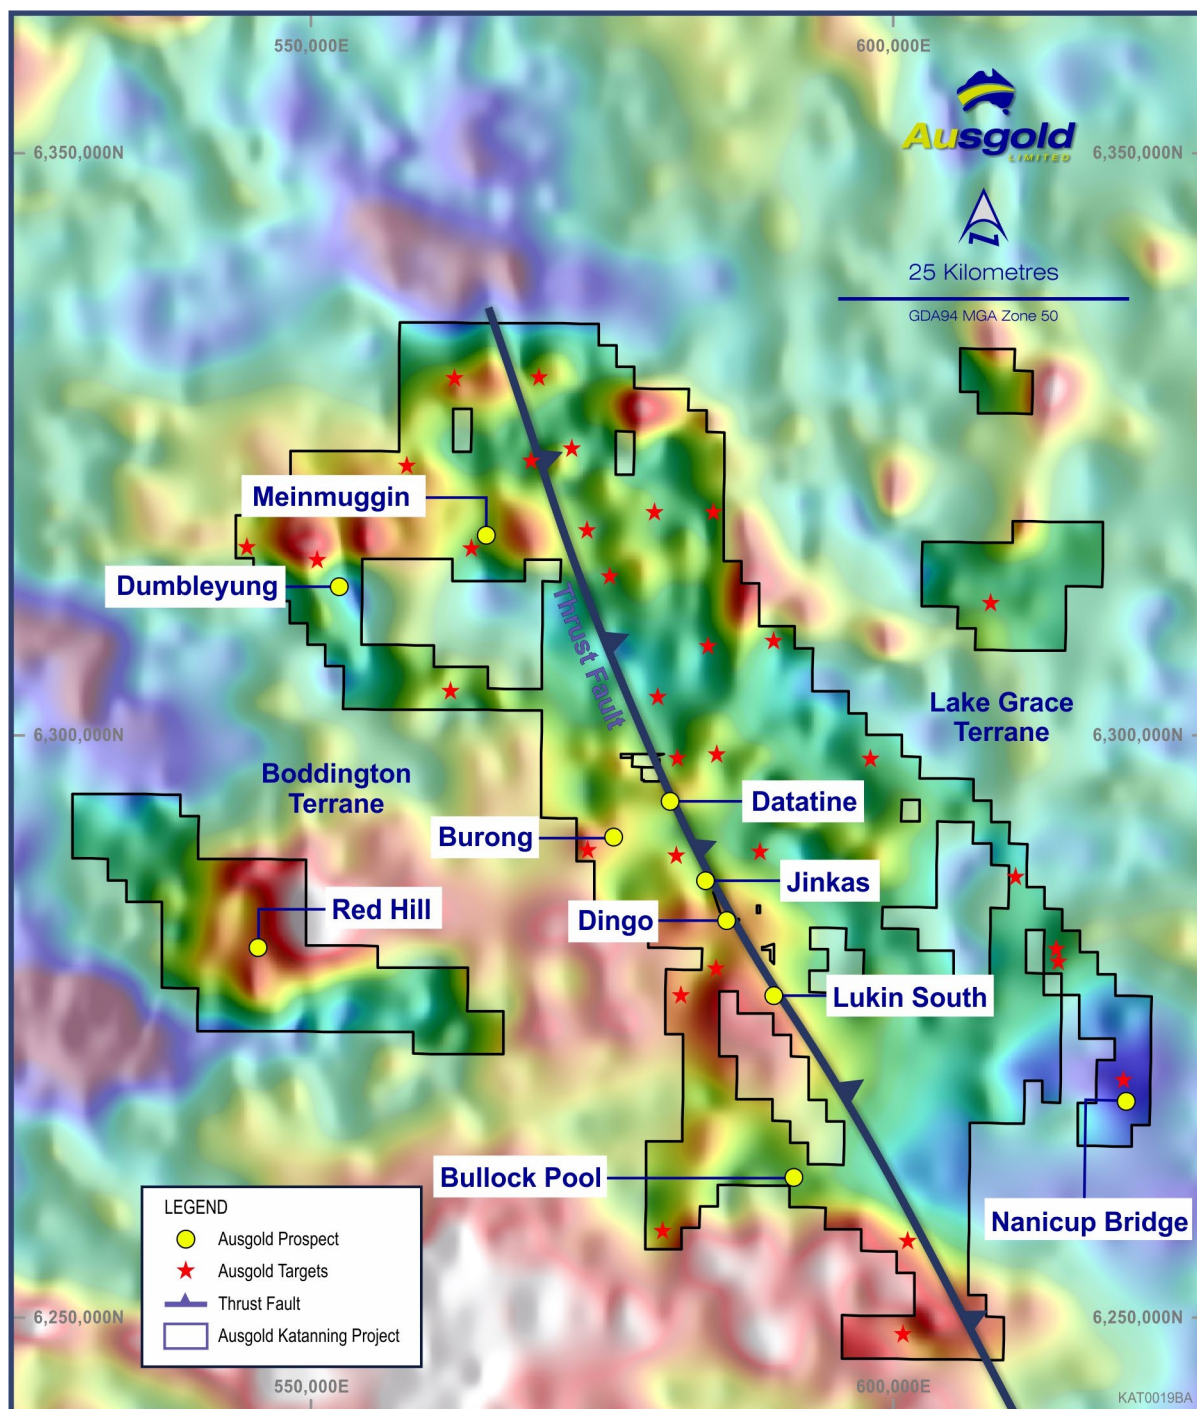 550,000E
600,000E
6,350,000N
6,350,000N
Ausgold
LIMITED
N
25 Kilometres
GDA94 MGA Zone 50
Meinmuggin
Dumbleyung
Thrust Fault
Lake Grace
Terrane
6,300,000N
6,300,000N
Boddington
Terrane
Datatine
Burong
Jinkas
Red Hill
Dingo
Lukin South
Bullock Pool
Nanicup Bridge
LEGEND
Ausgold Prospect
Ausgold Targets
Thrust Fault
Ausgold Katanning Project
6,250,000N
6,250,000N
550,000E
600,000E
KAT0019BA